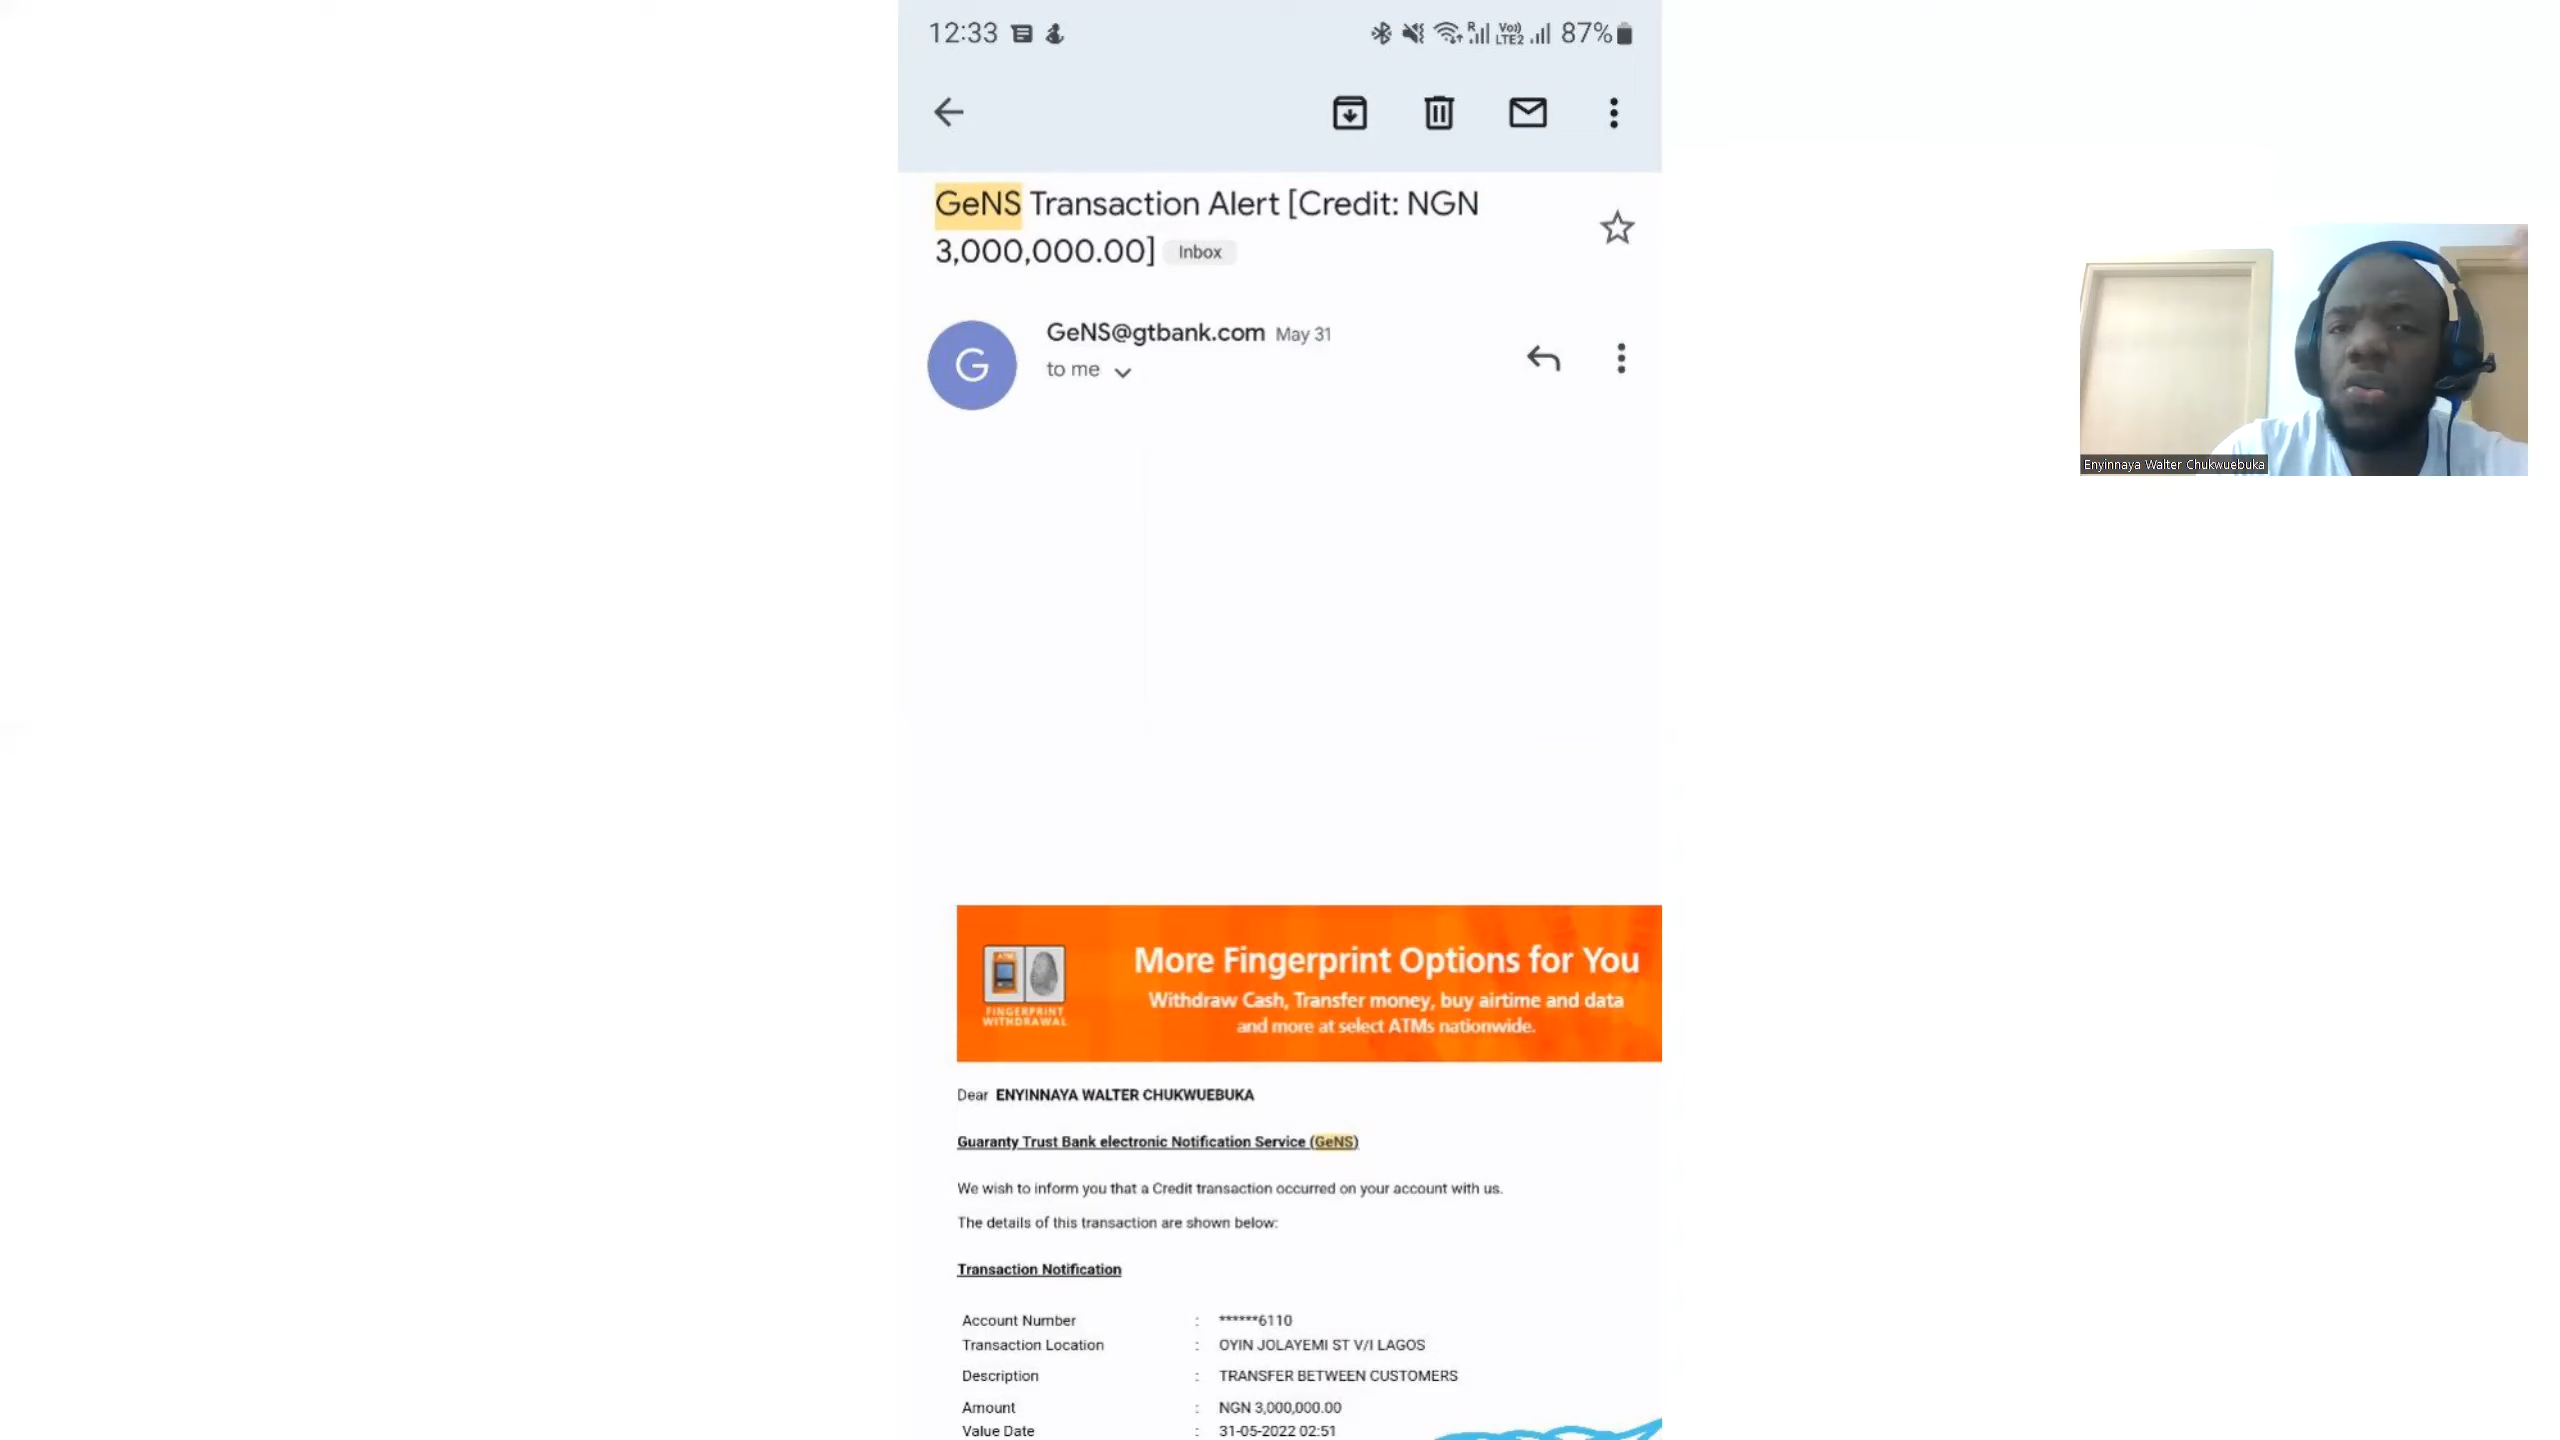 12:33
R Vo)) LTE2 87%
GeNS Transaction Alert [Credit: NGN
3,000,000.00] Inbox
GeNS@gtbank.com May 31
to me
G
Enyinnaya Walter Chukwuebuka
More Fingerprint Options for You
Withdraw Cash, Transfer money, buy airtime and data
and more at select ATMs nationwide.
ATM
FINGERPRINT
WITHDRAWAL
Dear ENYINNAYA WALTER CHUKWUEBUKA
Guaranty Trust Bank electronic Notification Service (GeNS)
We wish to inform you that a Credit transaction occurred on your account with us.
The details of this transaction are shown below:
Transaction Notification
Account Number : ******6110
Transaction Location : OYIN JOLAYEMI ST V/I LAGOS
Description : TRANSFER BETWEEN CUSTOMERS
Amount : NGN 3,000,000.00
Value Date : 31-05-2022 02:51